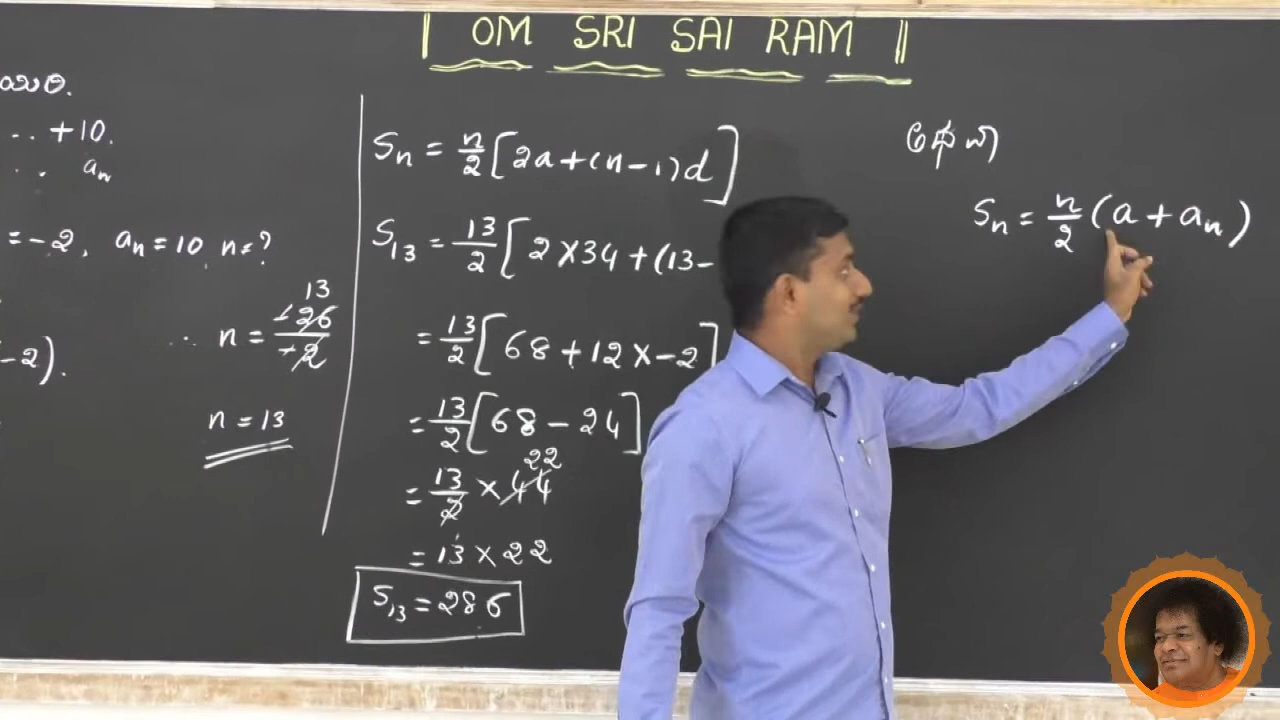 || OM SRI SAI RAM ||
.. +10.
.. aₙ
= -2, aₙ = 10, n = ?
-2).
∴ n = -26/-2 13
n = 13
Sₙ = n/2 [2a + (n-1)d]
S₁₃ = 13/2 [2×34 + (13-
= 13/2 [68 + 12 × -2]
= 13/2 [68 - 24]
= 13/2 × 44 22
= 13 × 22
S₁₃ = 286
ಅಥವಾ
Sₙ = n/2 (a + aₙ)